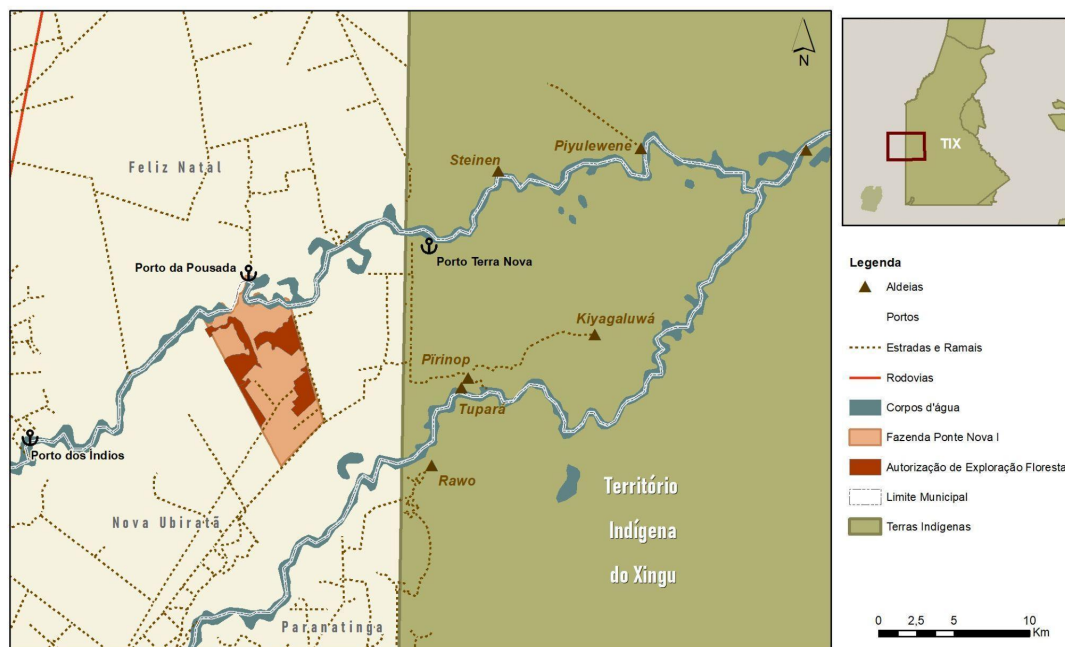 N
Feliz Natal
Steinen
Piyulewene
Porto da Pousada
Porto Terra Nova
Kiyagaluwá
Pïrinop
Tupará
Porto dos Índios
Rawo
Nova Ubiratã
Território
Indígena
do Xingu
Paranatinga
TIX
Legenda
Aldeias
Portos
Estradas e Ramais
Rodovias
Corpos d'água
Fazenda Ponte Nova I
Autorização de Exploração Floresta
Limite Municipal
Terras Indígenas
0 2,5 5 10
Km